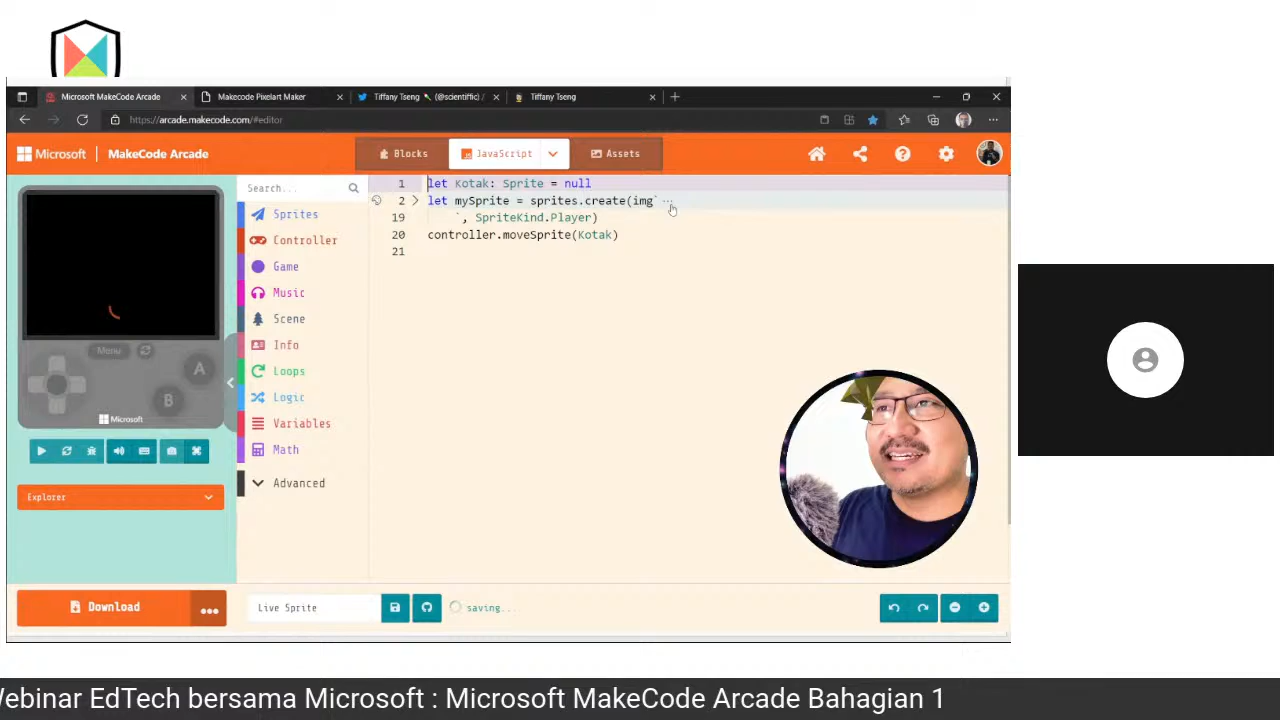 Microsoft MakeCode Arcade
Makecode Pixelart Maker
Tiffany Tseng (@scientiffic) /
Tiffany Tseng
https://arcade.makecode.com/#editor
Microsoft
MakeCode Arcade
Blocks
JavaScript
Assets
Menu
A
B
Microsoft
Explorer
Search...
Sprites
Controller
Game
Music
Scene
Info
Loops
Logic
Variables
Math
Advanced
1 let Kotak: Sprite = null
2 let mySprite = sprites.create(img` ...
19 `, SpriteKind.Player)
20 controller.moveSprite(Kotak)
21
Download
Live Sprite
saving...
Webinar EdTech bersama Microsoft : Microsoft MakeCode Arcade Bahagian 1